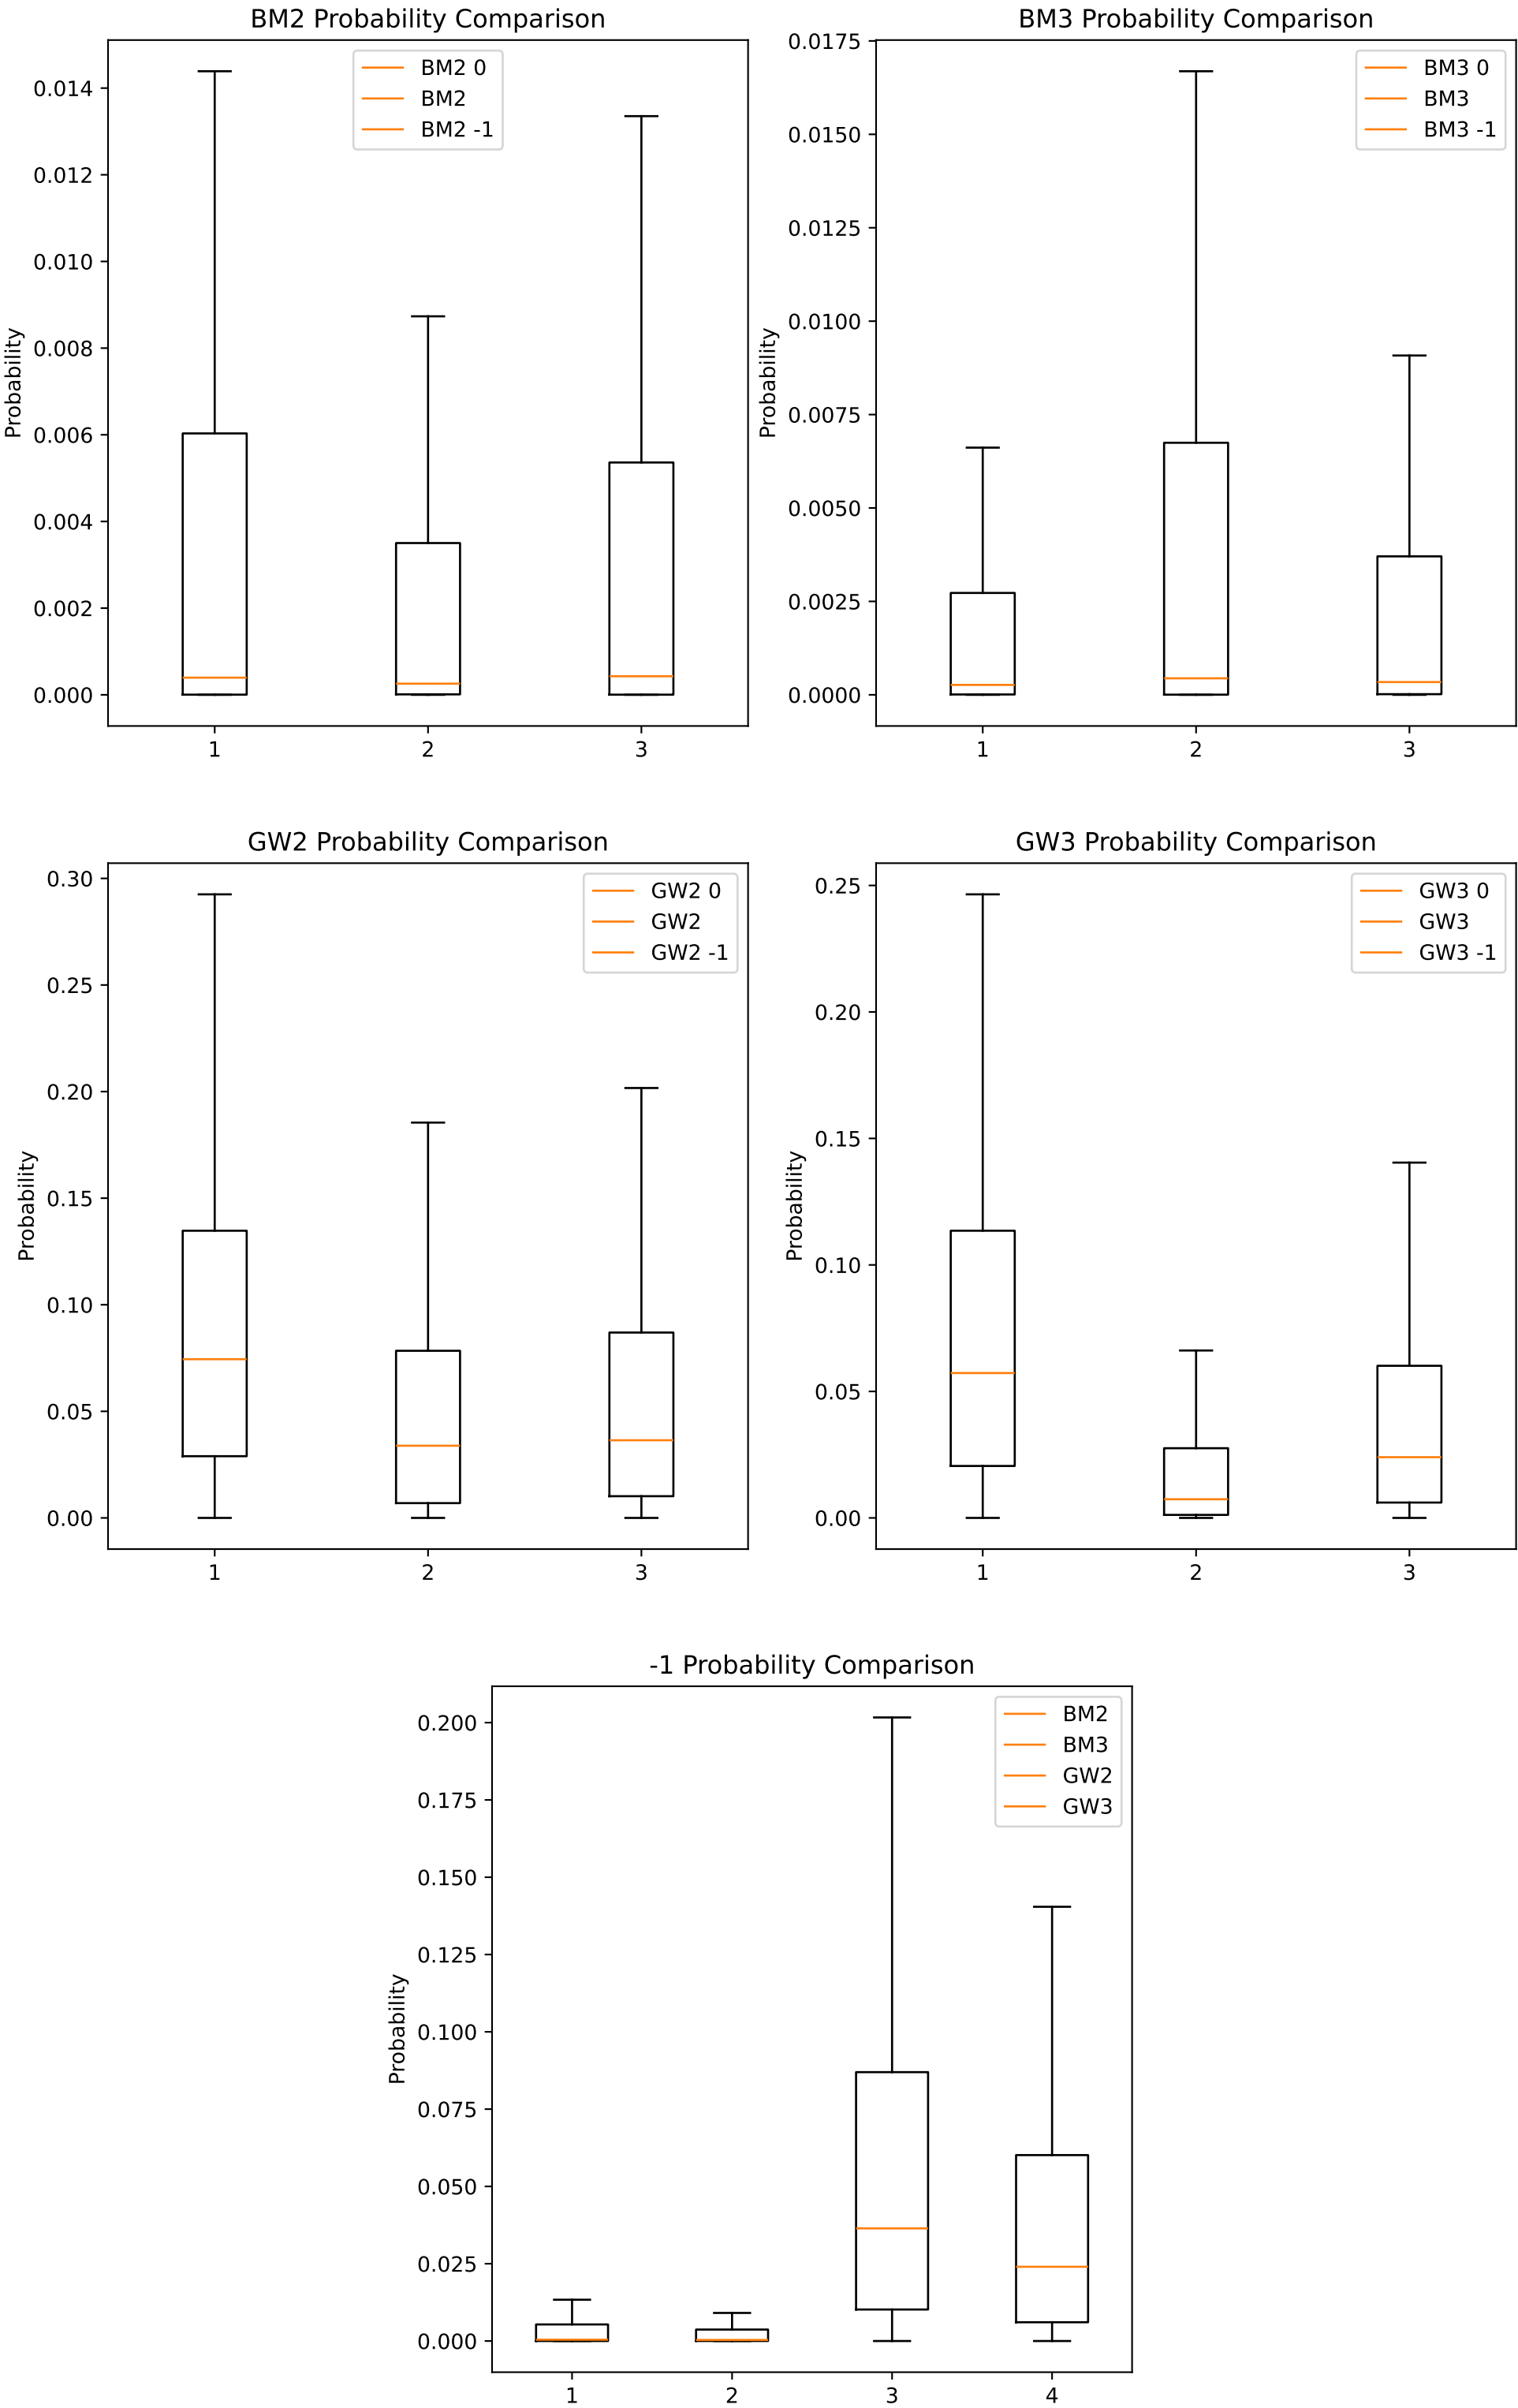 BM2 Probability Comparison
Probability
0.014
0.012
0.010
0.008
0.006
0.004
0.002
0.000
1 2 3
BM2 0
BM2
BM2 -1
BM3 Probability Comparison
Probability
0.0175
0.0150
0.0125
0.0100
0.0075
0.0050
0.0025
0.0000
1 2 3
BM3 0
BM3
BM3 -1
GW2 Probability Comparison
Probability
0.30
0.25
0.20
0.15
0.10
0.05
0.00
1 2 3
GW2 0
GW2
GW2 -1
GW3 Probability Comparison
Probability
0.25
0.20
0.15
0.10
0.05
0.00
1 2 3
GW3 0
GW3
GW3 -1
-1 Probability Comparison
Probability
0.200
0.175
0.150
0.125
0.100
0.075
0.050
0.025
0.000
1 2 3 4
BM2
BM3
GW2
GW3